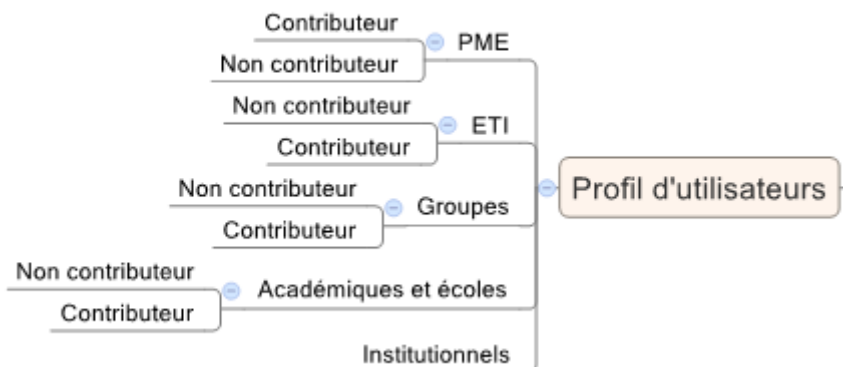 Contributeur
PME
Non contributeur
Non contributeur
ETI
Contributeur
Profil d'utilisateurs
Non contributeur
Groupes
Contributeur
Non contributeur
Académiques et écoles
Contributeur
Institutionnels